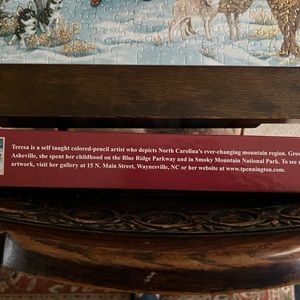 Teresa is a self taught colored-pencil artist who depicts North Carolina's ever-changing mountain region. Grow
Asheville, she spent her childhood on the Blue Ridge Parkway and in Smoky Mountain National Park. To see
artwork, visit her gallery at 15 N. Main Street, Waynesville, NC or her website at www.tpennington.com.